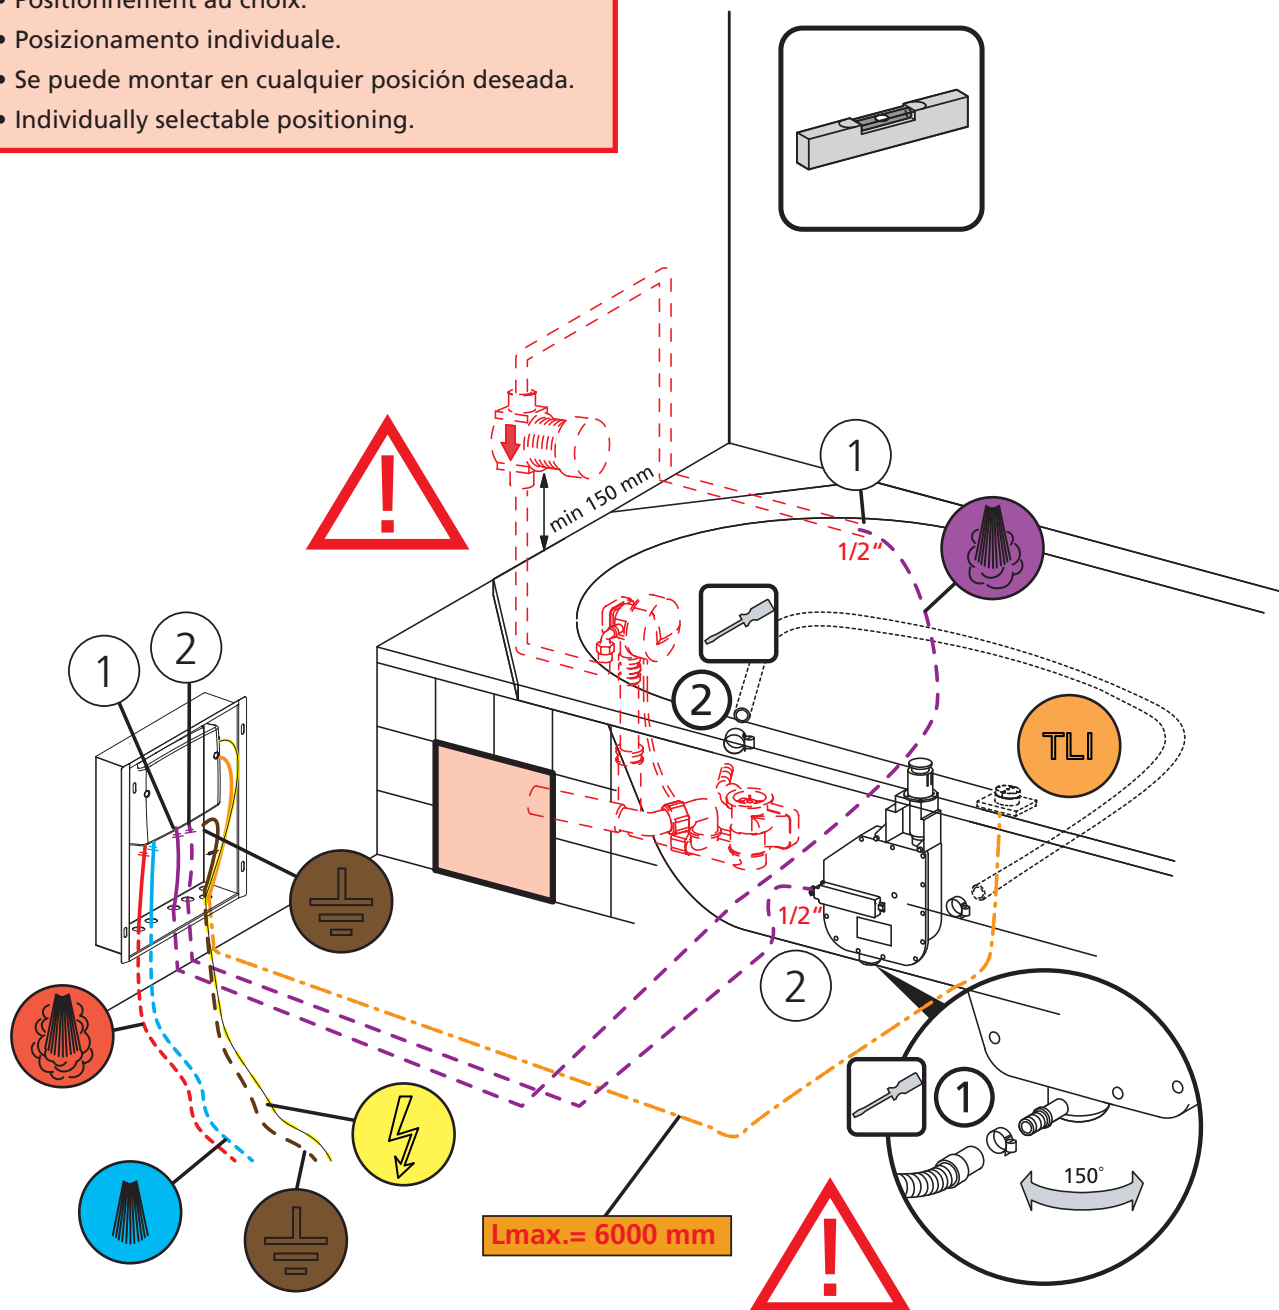 • Positionnement au choix.
• Posizionamento individuale.
• Se puede montar en cualquier posición deseada.
• Individually selectable positioning.
min 150 mm
1
1/2“
2
1
2
TLI
1/2“
2
1
150°
Lmax.= 6000 mm